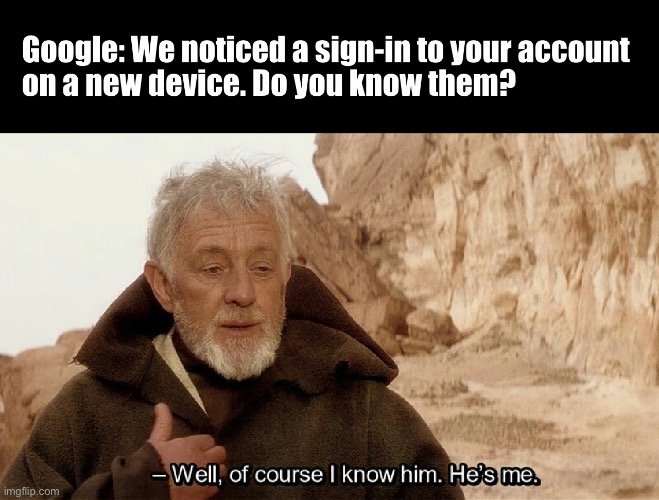 Google: We noticed a sign-in to your account
on a new device. Do you know them?
– Well, of course I know him. He's me.
imgflip.com